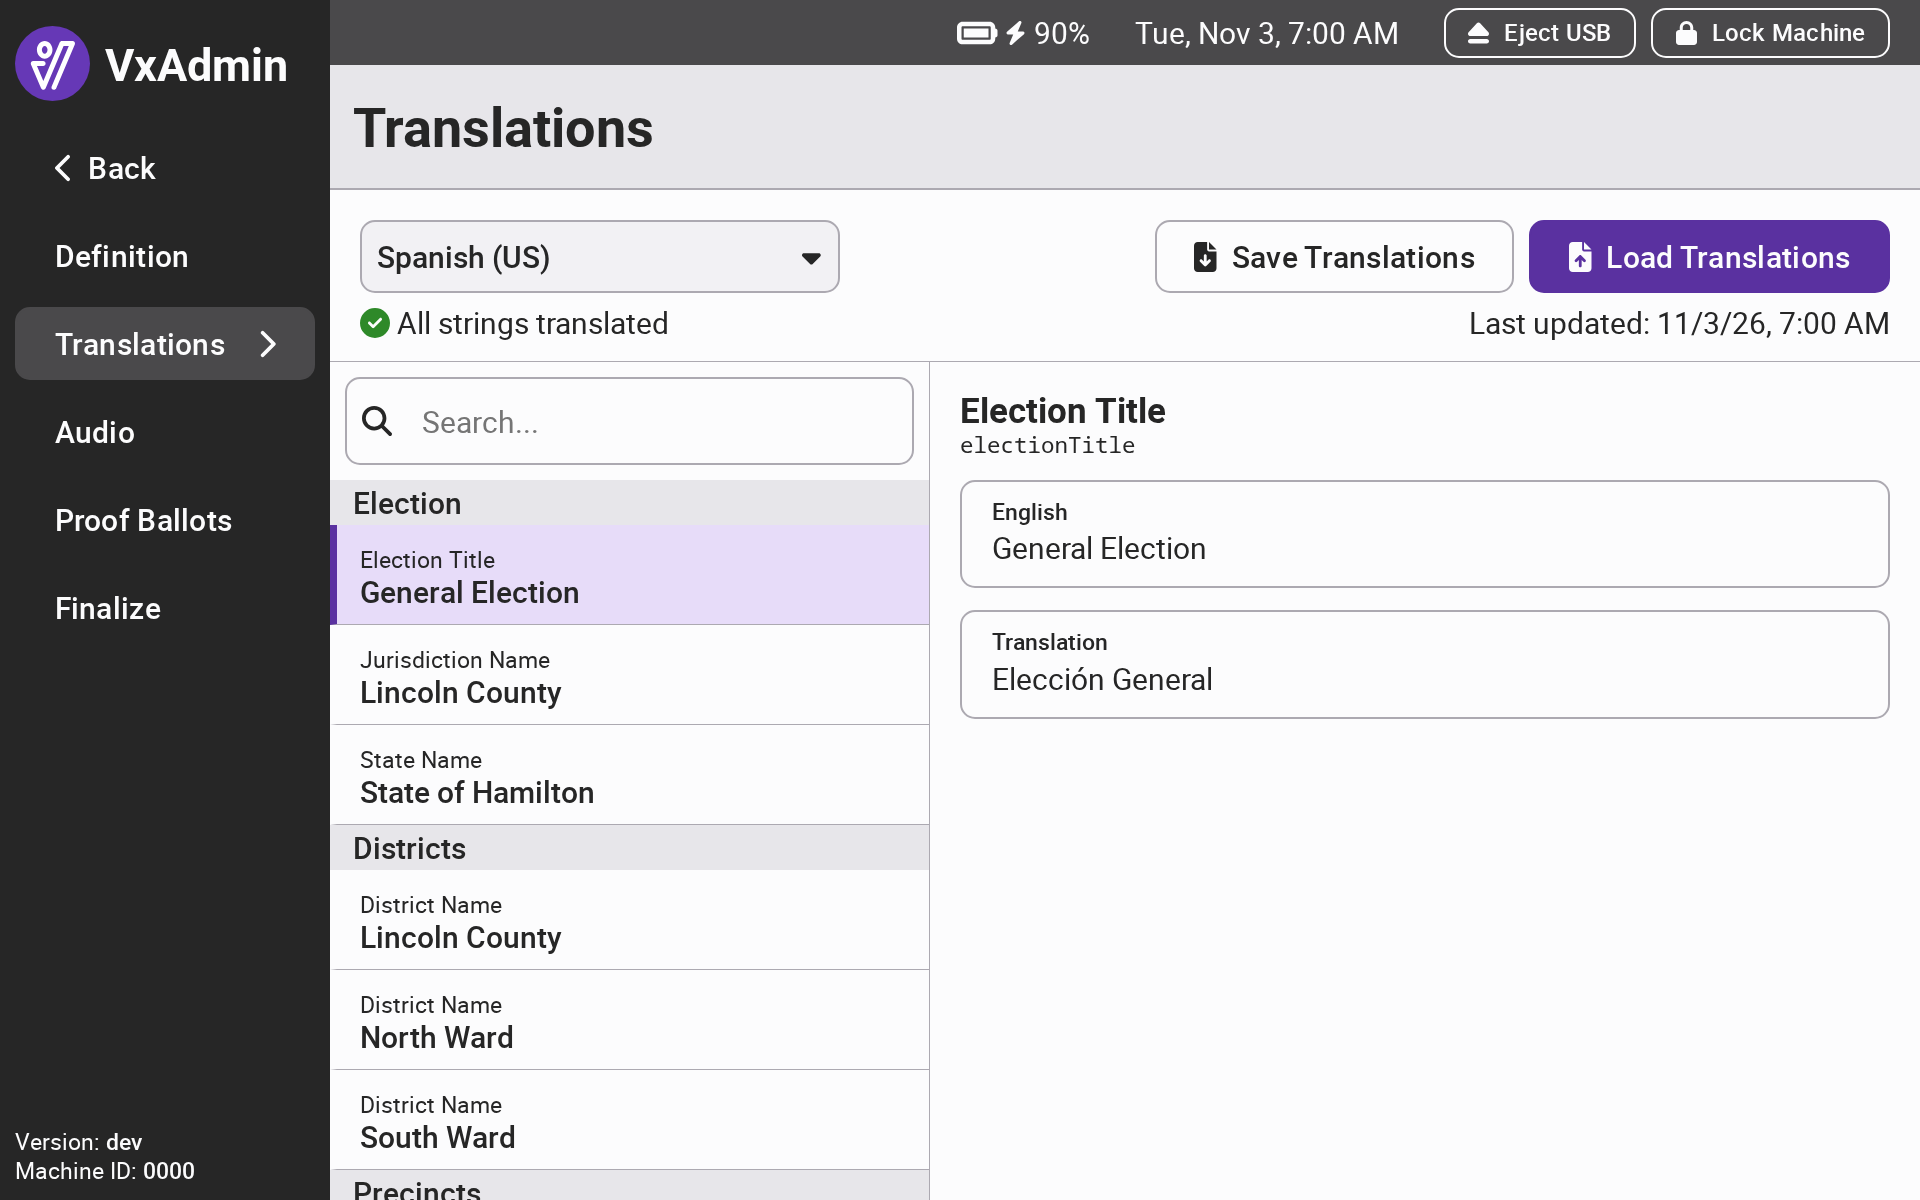 VxAdmin
Back
Definition
Translations
Audio
Proof Ballots
Finalize
Version: dev
Machine ID: 0000
90%
Tue, Nov 3, 7:00 AM
Eject USB
Lock Machine
Translations
Spanish (US)
Save Translations
Load Translations
All strings translated
Last updated: 11/3/26, 7:00 AM
Search...
Election
Election Title
General Election
Jurisdiction Name
Lincoln County
State Name
State of Hamilton
Districts
District Name
Lincoln County
District Name
North Ward
District Name
South Ward
Precincts
Election Title
electionTitle
English
General Election
Translation
Elección General